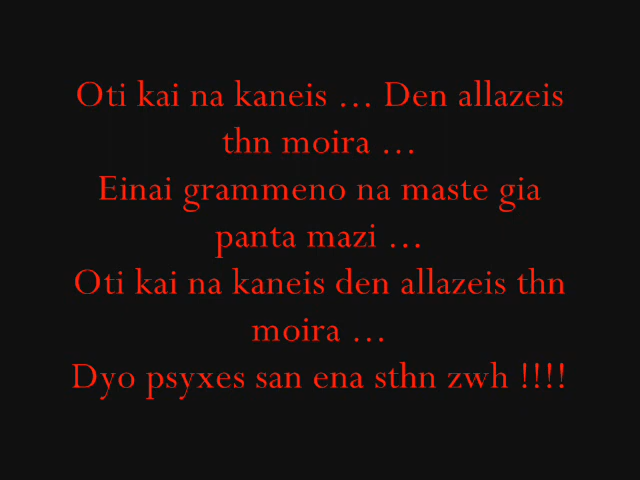 Oti kai na kaneis ... Den allazeis
thn moira ...
Einai grammeno na maste gia
panta mazi ...
Oti kai na kaneis den allazeis thn
moira ...
Dyo psyxes san ena sthn zwh !!!!